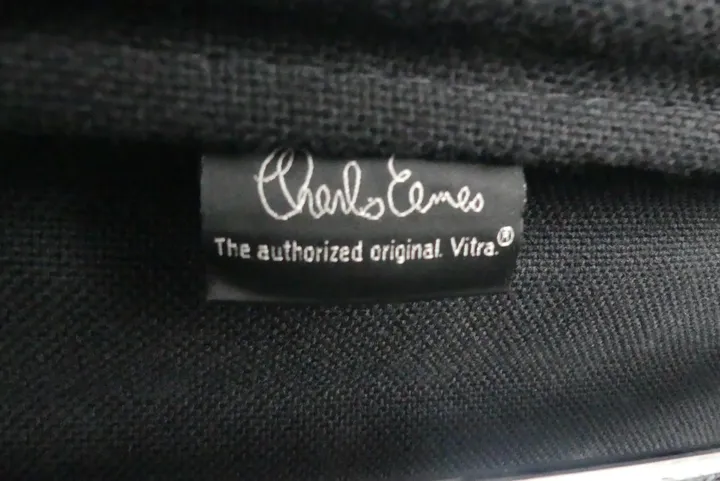 Charles Eames
The authorized original. Vitra.®